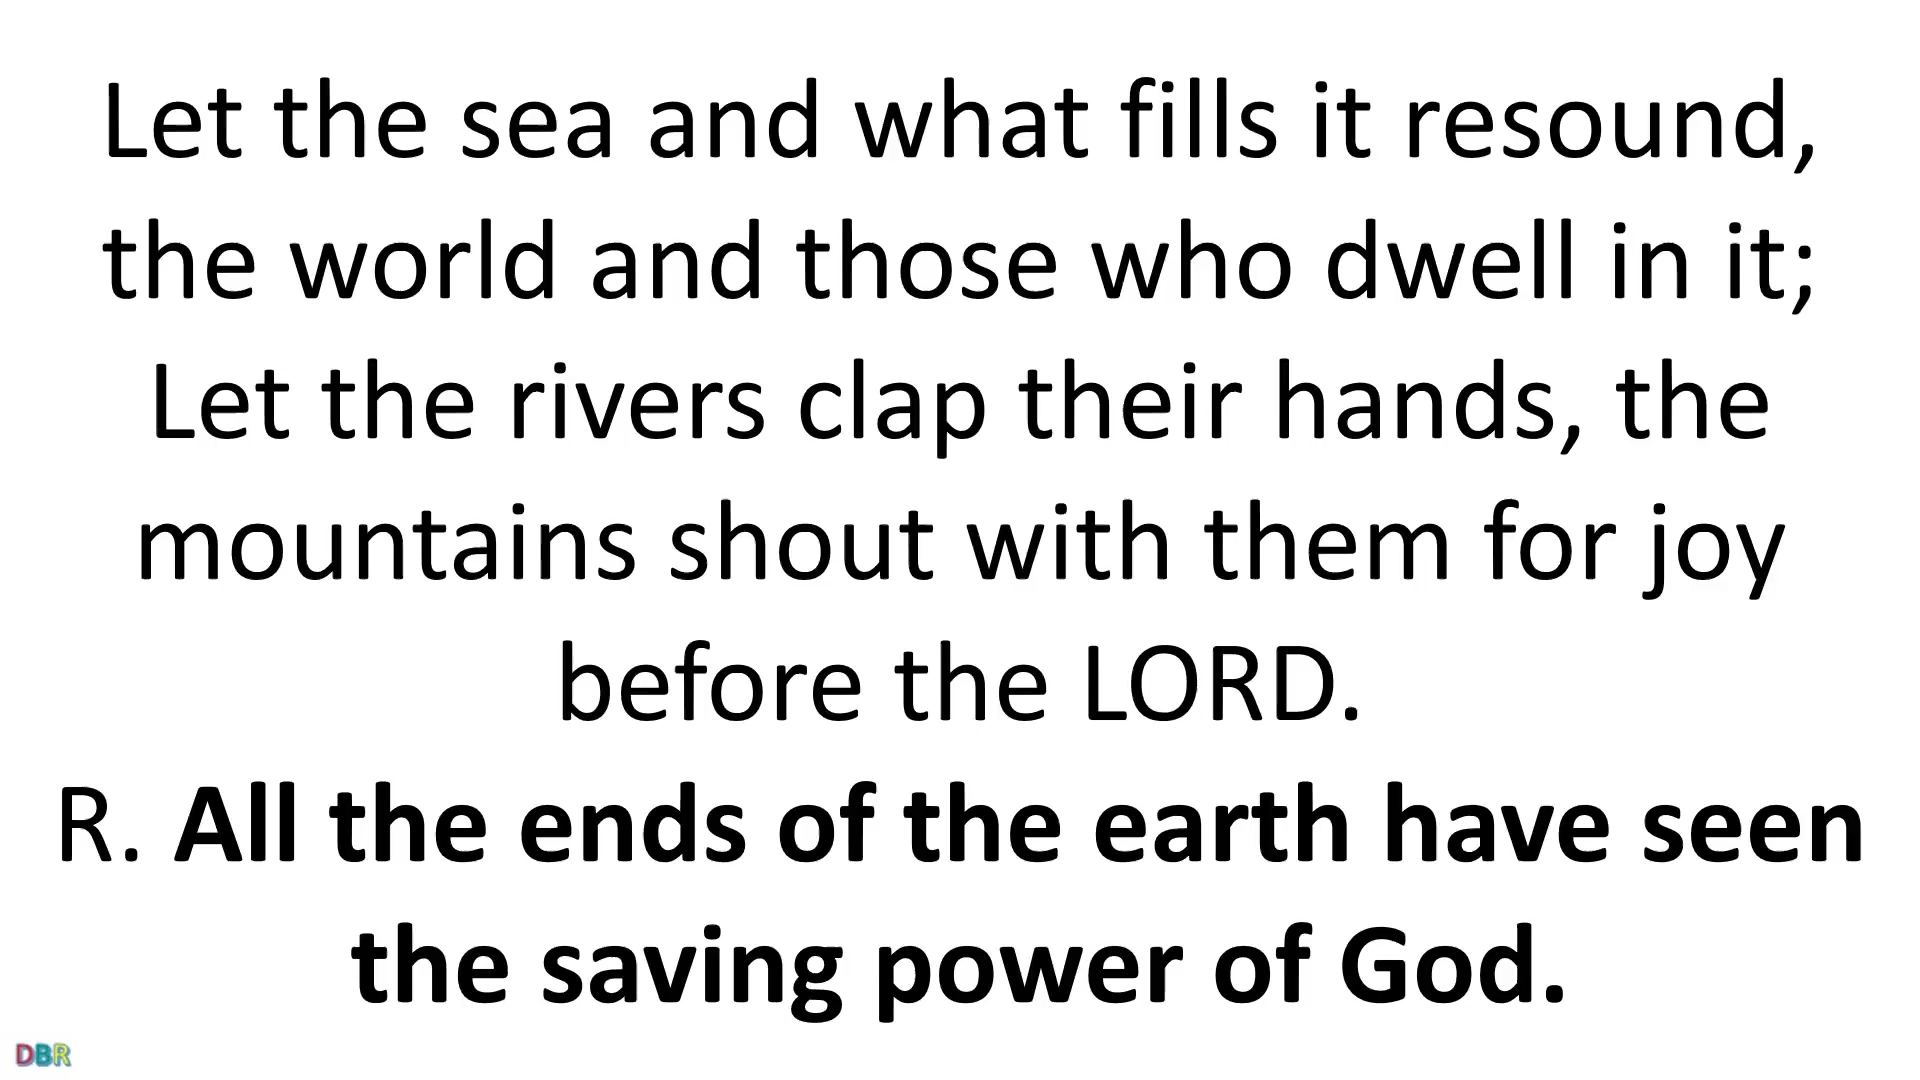 Let the sea and what fills it resound,
the world and those who dwell in it;
Let the rivers clap their hands, the
mountains shout with them for joy
before the LORD.
R. All the ends of the earth have seen
the saving power of God.
DBR